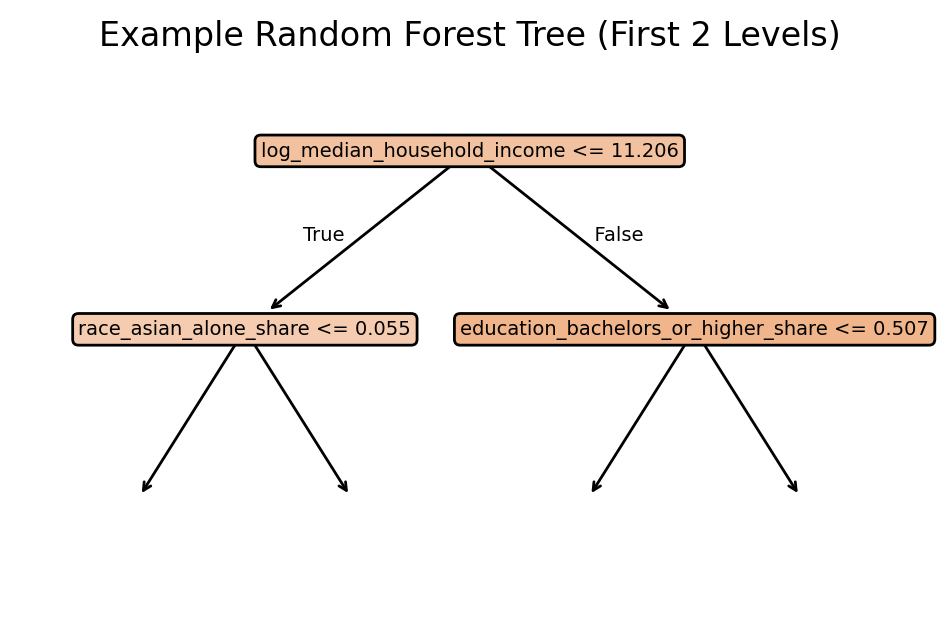 Example Random Forest Tree (First 2 Levels)
log_median_household_income <= 11.206
True
False
race_asian_alone_share <= 0.055
education_bachelors_or_higher_share <= 0.507